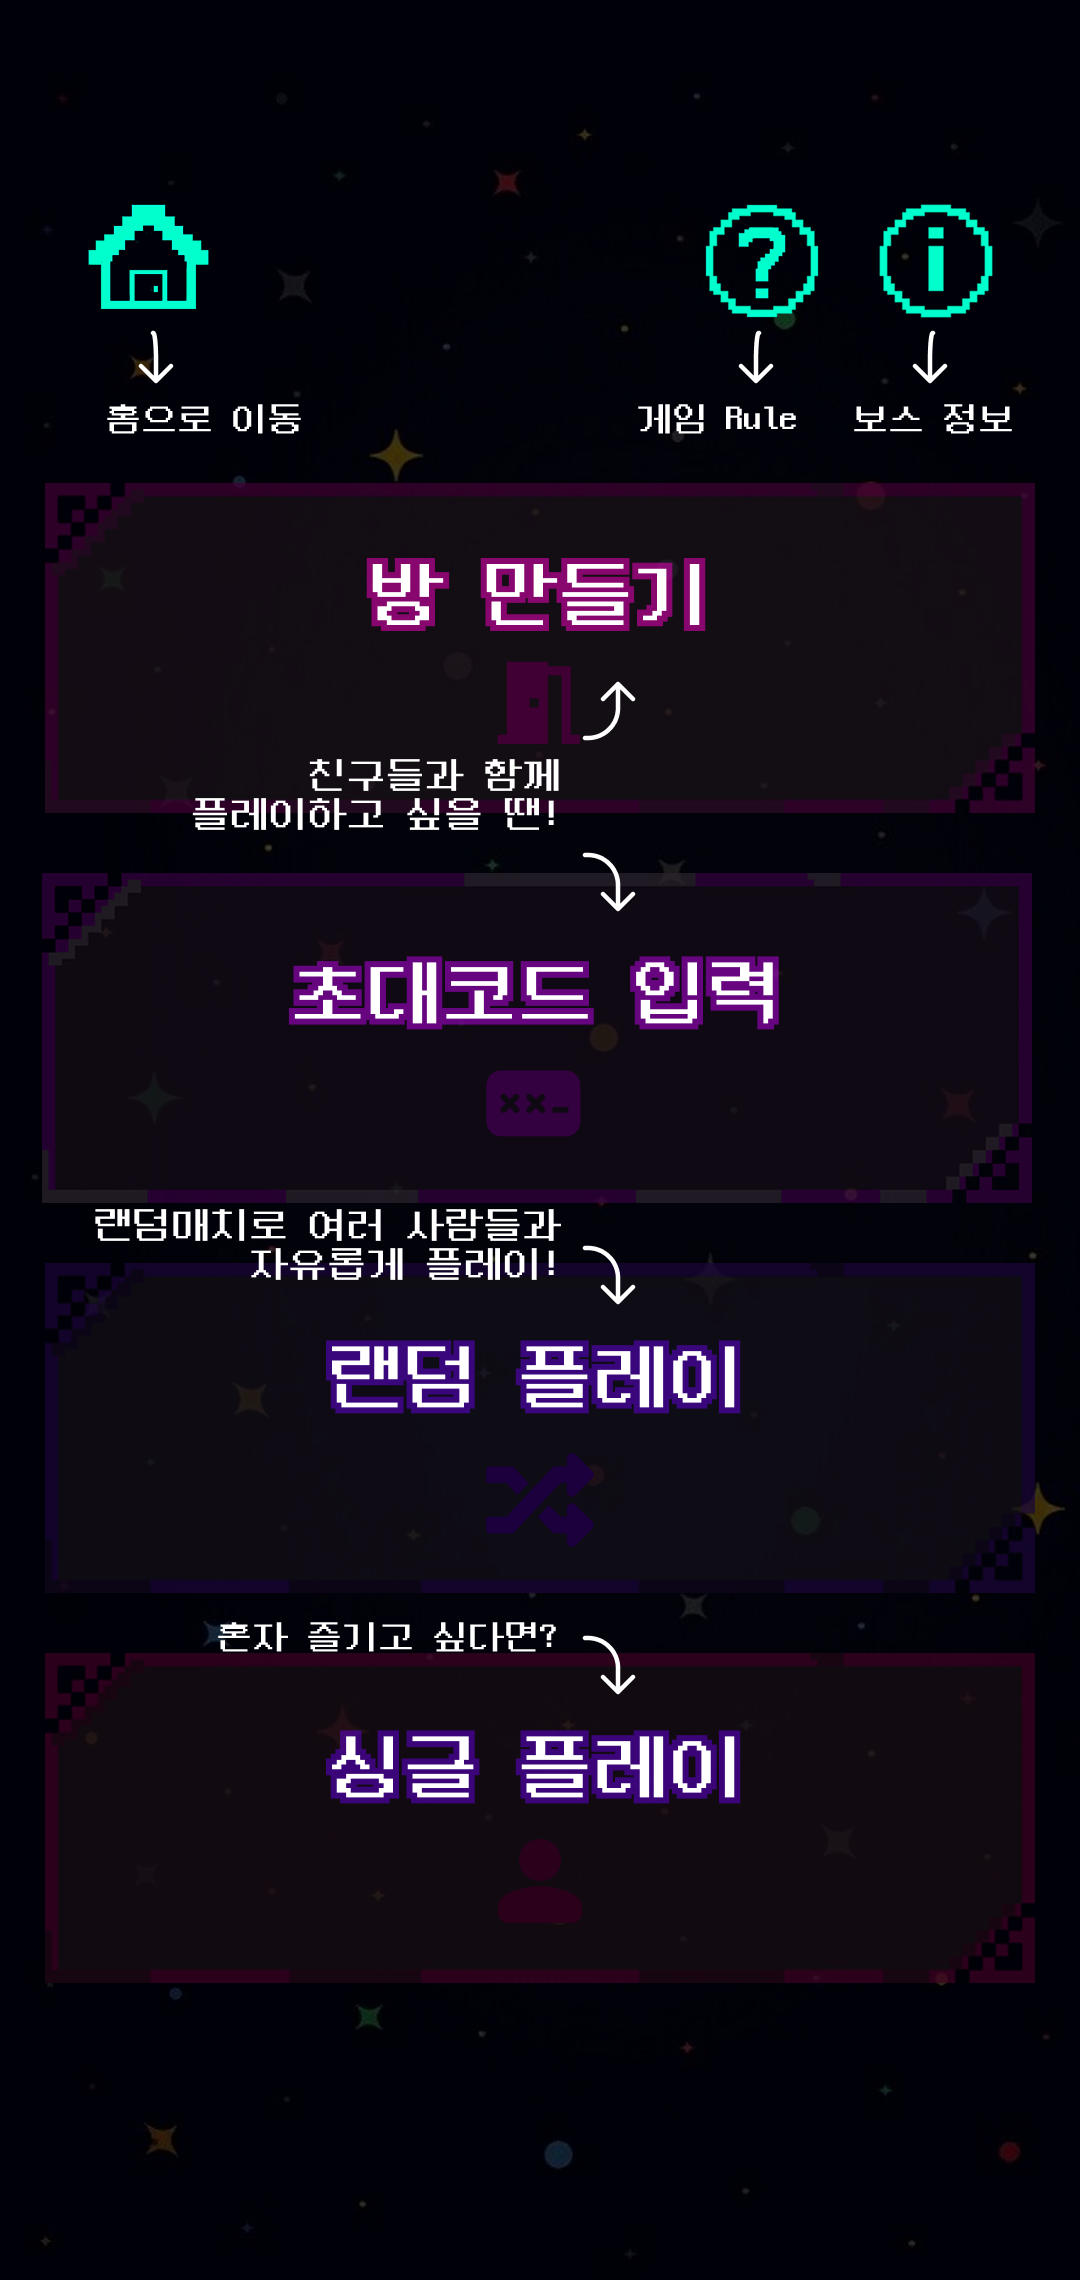 홈으로 이동
게임 Rule
보스 정보
방 만들기
친구들과 함께
플레이하고 싶을 땐!
초대코드 입력
랜덤매치로 여러 사람들과
자유롭게 플레이!
랜덤 플레이
혼자 즐기고 싶다면?
싱글 플레이